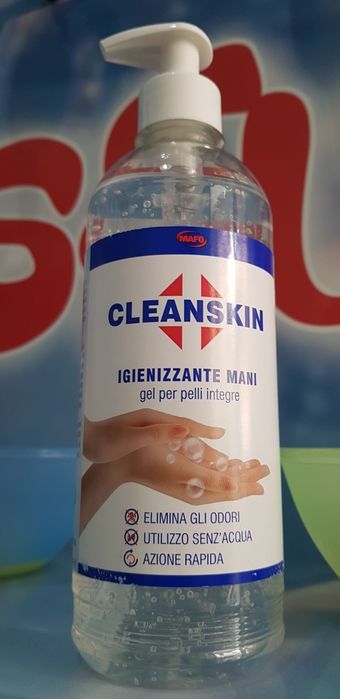 MAFO
CLEANSKIN
IGIENIZZANTE MANI
gel per pelli integre
ELIMINA GLI ODORI
UTILIZZO SENZ'ACQUA
AZIONE RAPIDA